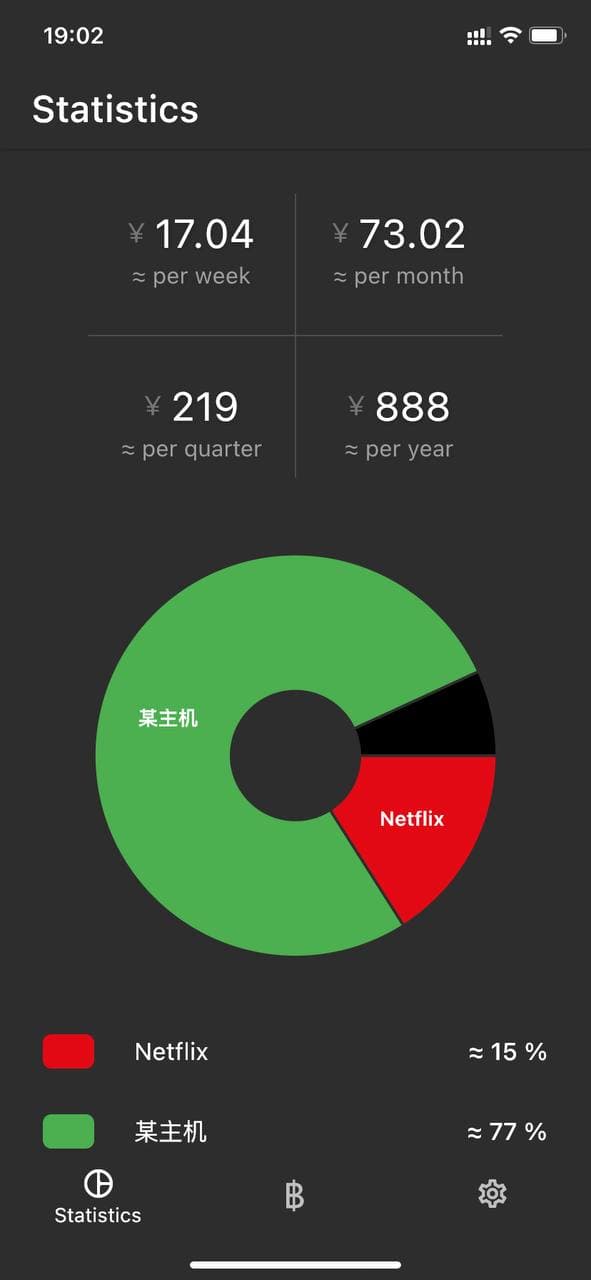 19:02
Statistics
¥ 17.04
≈ per week
¥ 73.02
≈ per month
¥ 219
≈ per quarter
¥ 888
≈ per year
某主机
Netflix
Netflix
≈ 15 %
某主机
≈ 77 %
Statistics